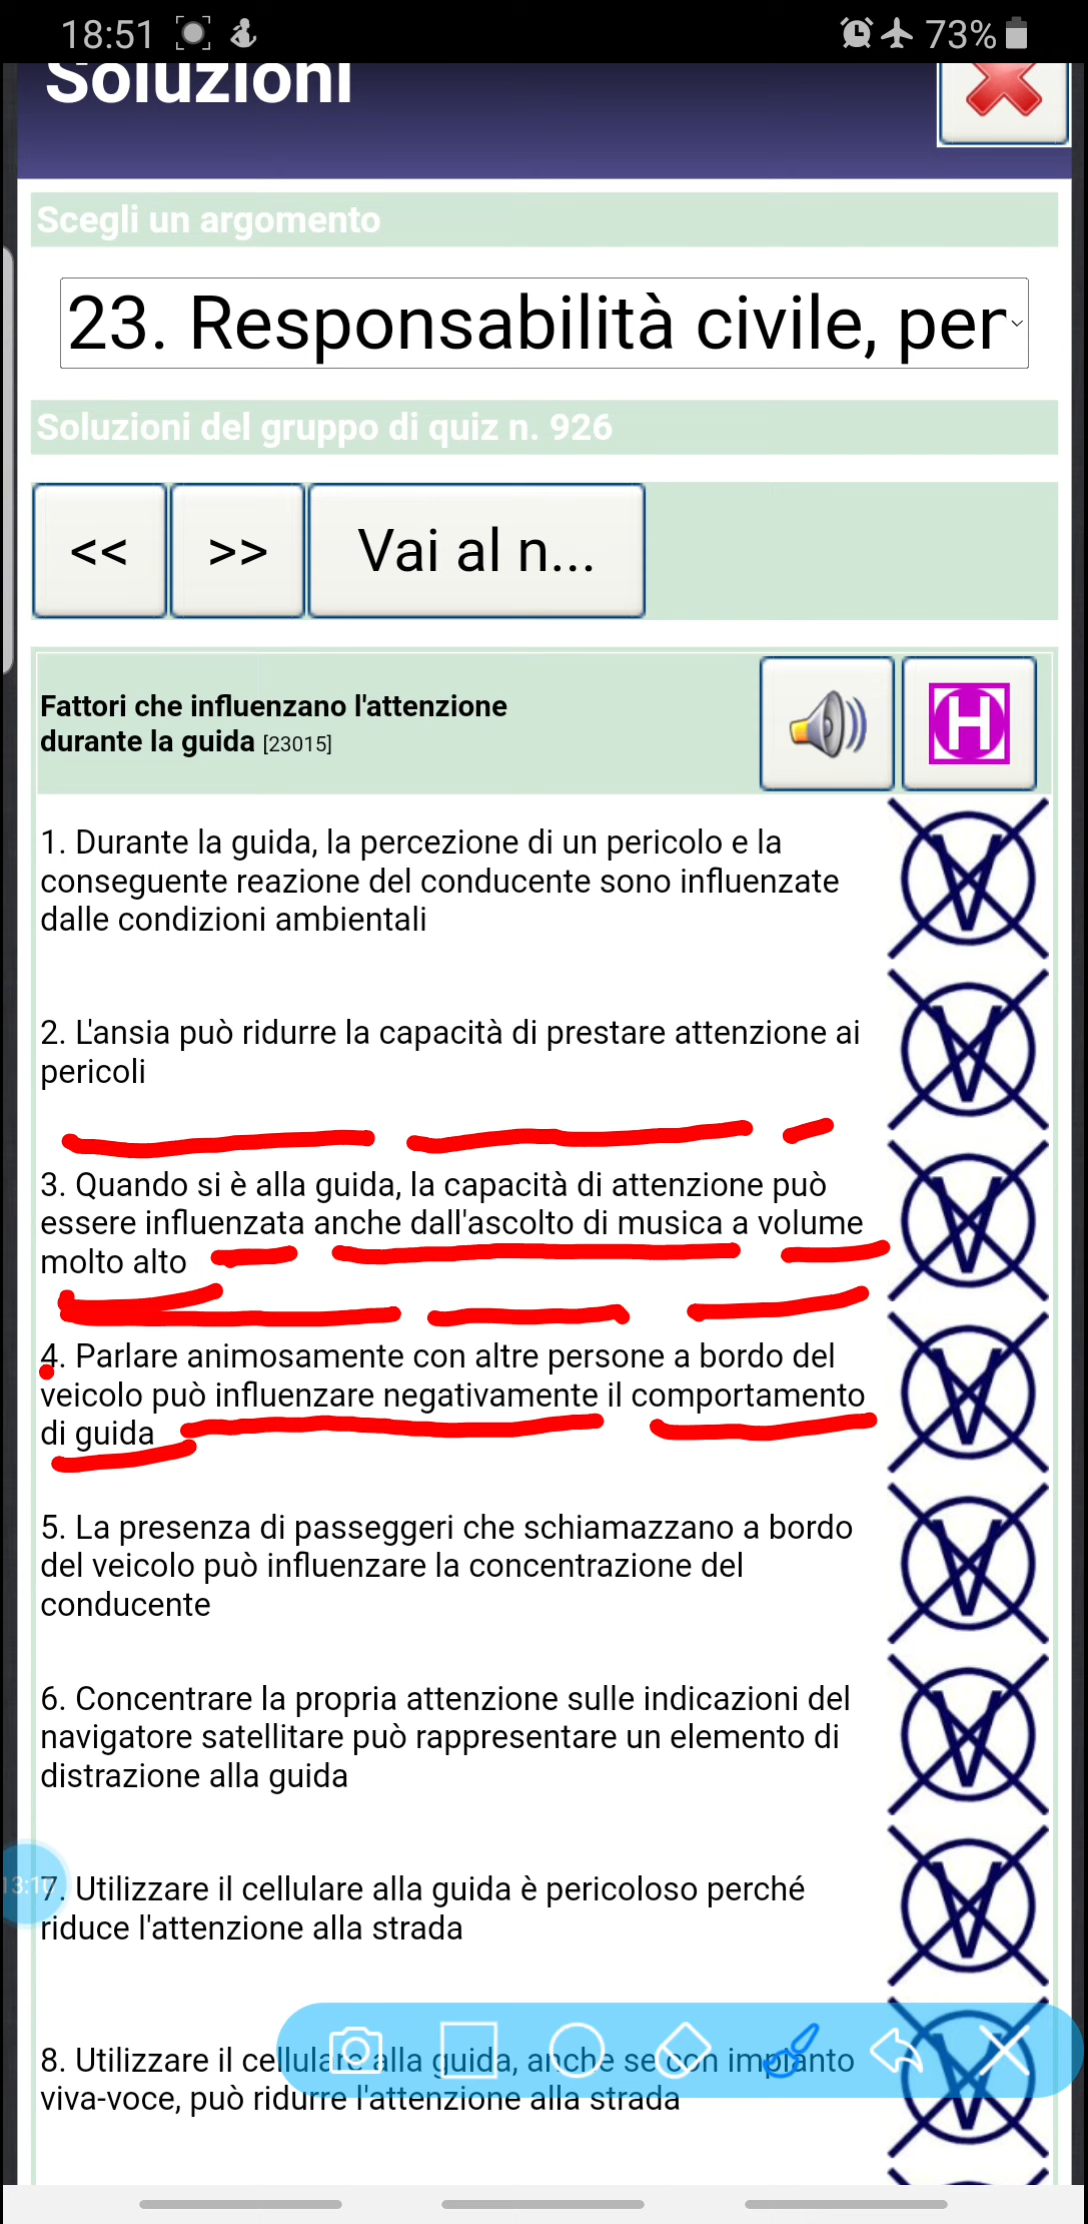 18:51
73%
Soluzioni
Scegli un argomento
23. Responsabilità civile, per
Soluzioni del gruppo di quiz n. 926
<< >> Vai al n...
Fattori che influenzano l'attenzione
durante la guida [23015]
H
1. Durante la guida, la percezione di un pericolo e la
conseguente reazione del conducente sono influenzate
dalle condizioni ambientali
V
2. L'ansia può ridurre la capacità di prestare attenzione ai
pericoli
V
3. Quando si è alla guida, la capacità di attenzione può
essere influenzata anche dall'ascolto di musica a volume
molto alto
V
4. Parlare animosamente con altre persone a bordo del
veicolo può influenzare negativamente il comportamento
di guida
V
5. La presenza di passeggeri che schiamazzano a bordo
del veicolo può influenzare la concentrazione del
conducente
V
6. Concentrare la propria attenzione sulle indicazioni del
navigatore satellitare può rappresentare un elemento di
distrazione alla guida
V
7. Utilizzare il cellulare alla guida è pericoloso perché
riduce l'attenzione alla strada
V
8. Utilizzare il cellulare alla guida, anche se con impianto
viva-voce, può ridurre l'attenzione alla strada
V